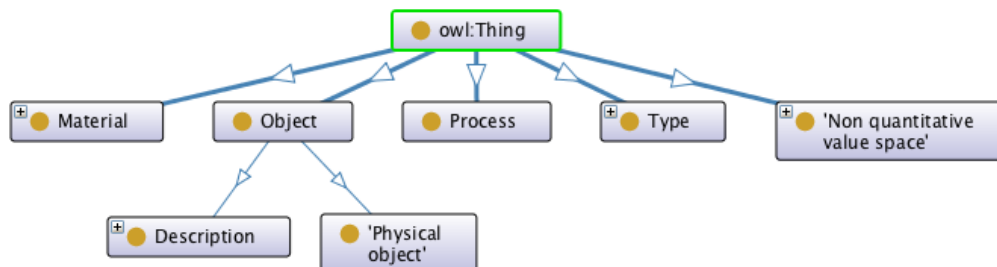 owl:Thing
Material
Object
Process
Type
'Non quantitative
value space'
Description
'Physical
object'